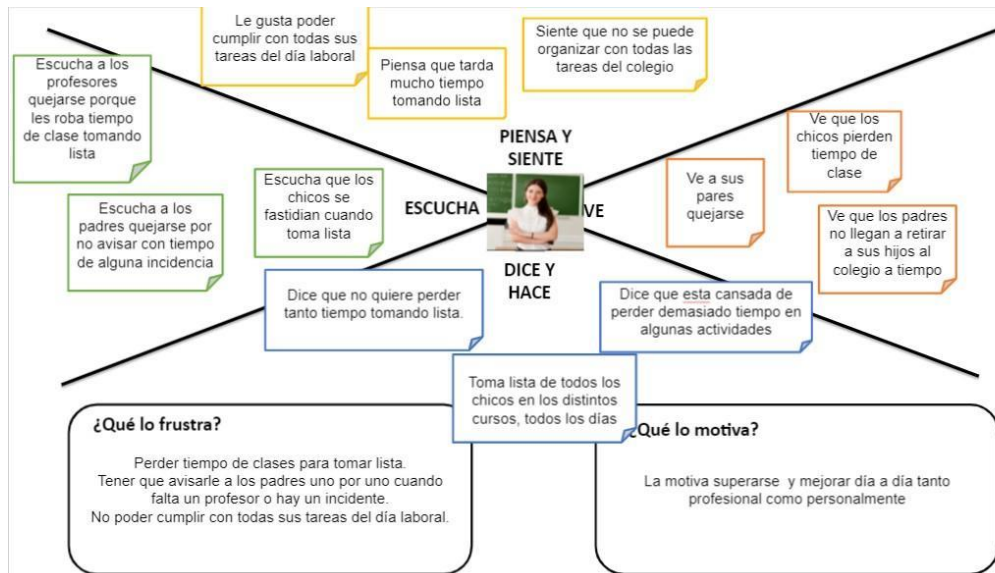 Le gusta poder
cumplir con todas sus
tareas del día laboral
Piensa que tarda
mucho tiempo
tomando lista
Siente que no se puede
organizar con todas las
tareas del colegio
Escucha a los
profesores
quejarse porque
les roba tiempo
de clase tomando
lista
Escucha a los
padres quejarse por
no avisar con tiempo
de alguna incidencia
Escucha que los
chicos se
fastidian cuando
toma lista
PIENSA Y
SIENTE
ESCUCHA
VE
DICE Y
HACE
Ve a sus
pares
quejarse
Ve que los
chicos pierden
tiempo de
clase
Ve que los padres
no llegan a retirar
a sus hijos al
colegio a tiempo
Dice que no quiere perder
tanto tiempo tomando lista.
Dice que esta cansada de
perder demasiado tiempo en
algunas actividades
Toma lista de todos los
chicos en los distintos
cursos, todos los días
¿Qué lo frustra?
Perder tiempo de clases para tomar lista.
Tener que avisarle a los padres uno por uno cuando
falta un profesor o hay un incidente.
No poder cumplir con todas sus tareas del día laboral.
¿Qué lo motiva?
La motiva superarse y mejorar día a día tanto
profesional como personalmente